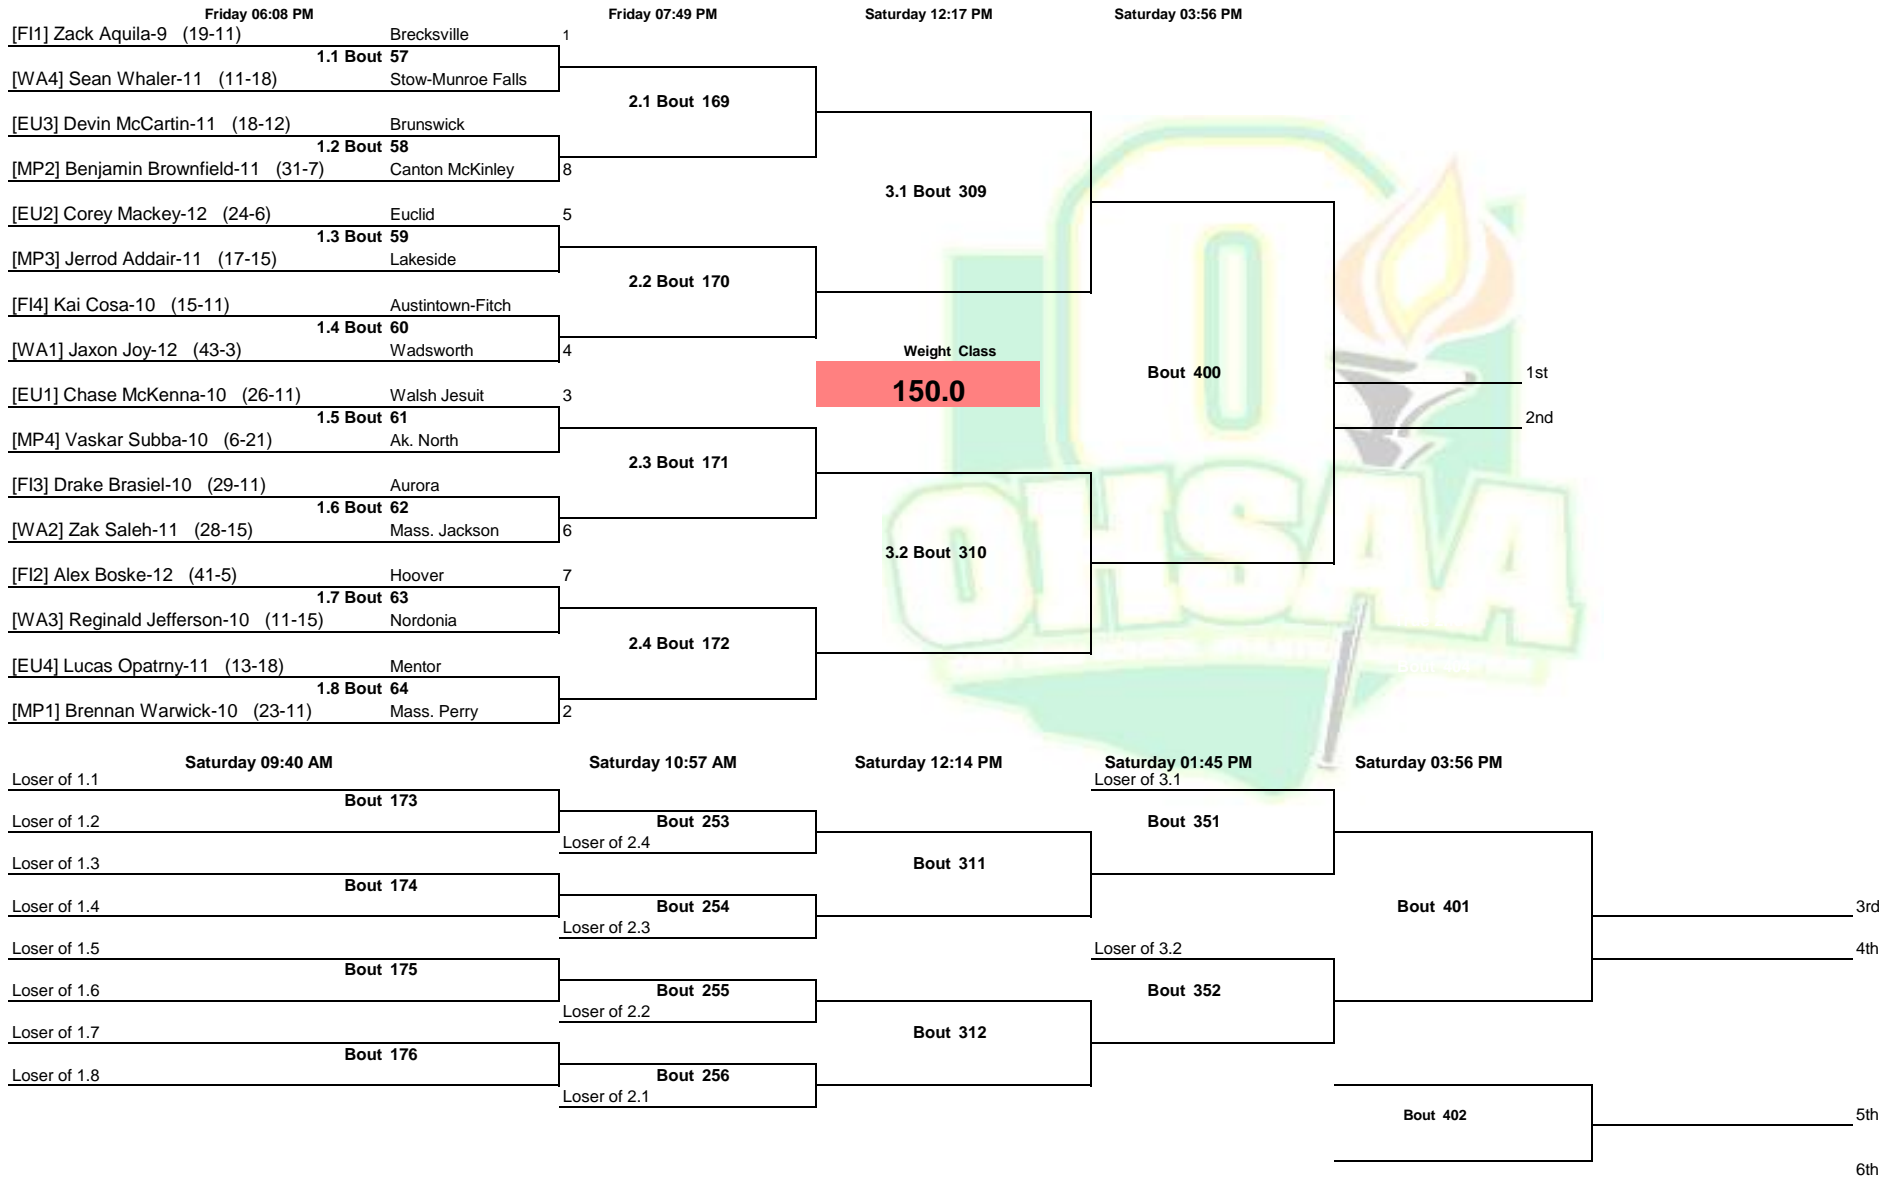 Friday 06:08 PM Friday 07:49 PM Saturday 12:17 PM Saturday 03:56 PM
[FI1] Zack Aquila-9 (19-11) Brecksville 1
1.1 Bout 57
[WA4] Sean Whaler-11 (11-18) Stow-Munroe Falls
2.1 Bout 169
[EU3] Devin McCartin-11 (18-12) Brunswick
1.2 Bout 58
[MP2] Benjamin Brownfield-11 (31-7) Canton McKinley 8
3.1 Bout 309
[EU2] Corey Mackey-12 (24-6) Euclid 5
1.3 Bout 59
[MP3] Jerrod Addair-11 (17-15) Lakeside
2.2 Bout 170
[FI4] Kai Cosa-10 (15-11) Austintown-Fitch
1.4 Bout 60
[WA1] Jaxon Joy-12 (43-3) Wadsworth 4
Weight Class
150.0
Bout 400
1st
[EU1] Chase McKenna-10 (26-11) Walsh Jesuit 3
1.5 Bout 61
2nd
[MP4] Vaskar Subba-10 (6-21) Ak. North
2.3 Bout 171
[FI3] Drake Brasiel-10 (29-11) Aurora
1.6 Bout 62
[WA2] Zak Saleh-11 (28-15) Mass. Jackson 6
3.2 Bout 310
OHSAA
[FI2] Alex Boske-12 (41-5) Hoover 7
1.7 Bout 63
[WA3] Reginald Jefferson-10 (11-15) Nordonia
2.4 Bout 172
[EU4] Lucas Opatrny-11 (13-18) Mentor
1.8 Bout 64
[MP1] Brennan Warwick-10 (23-11) Mass. Perry 2
Saturday 09:40 AM Saturday 10:57 AM Saturday 12:14 PM Saturday 01:45 PM Saturday 03:56 PM
Loser of 1.1 Loser of 3.1
Bout 173
Loser of 1.2 Bout 253 Bout 351
Loser of 2.4
Loser of 1.3 Bout 311
Bout 174
Loser of 1.4 Bout 254 Bout 401 3rd
Loser of 2.3
Loser of 1.5 Loser of 3.2 4th
Bout 175
Loser of 1.6 Bout 255 Bout 352
Loser of 2.2
Loser of 1.7 Bout 312
Bout 176
Loser of 1.8 Bout 256
Loser of 2.1
Bout 402 5th
6th